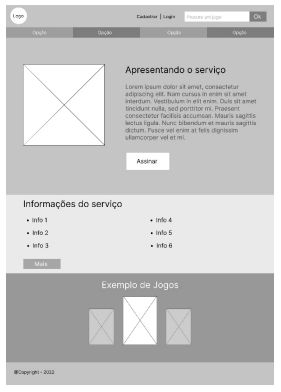 Logo
Cadastrar | Login
Procure um jogo
Ok
Opção
Opção
Opção
Opção
Apresentando o serviço
Lorem ipsum dolor sit amet, consectetur
adipiscing elit. Nam cursus in enim sit amet
interdum. Vestibulum in elit enim. Duis sit amet
tincidunt nulla, sed porttitor mi. Praesent
consectetur facilisis accumsan. Mauris sagittis
lectus ligula. Nunc bibendum et mauris sagittis
dictum. Fusce vel enim at felis dignissim
ullamcorper vel et mi.
Assinar
Informações do serviço
• Info 1
• Info 2
• Info 3
• Info 4
• Info 5
• Info 6
Mais
Exemplo de Jogos
@Copyright - 2022